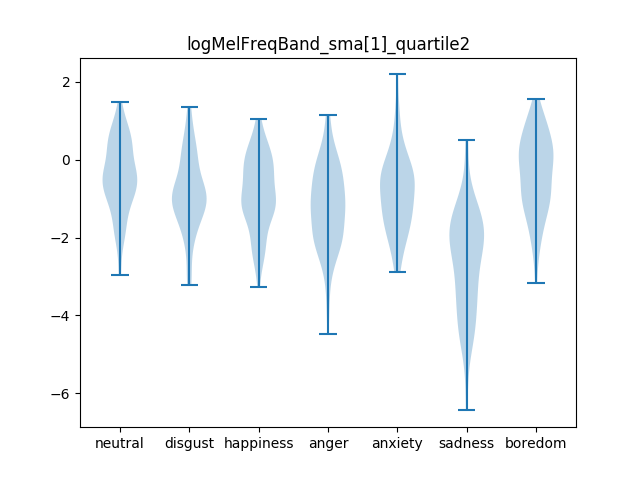 logMelFreqBand_sma[1]_quartile2
2
0
−2
−4
−6
neutral disgust happiness anger anxiety sadness boredom